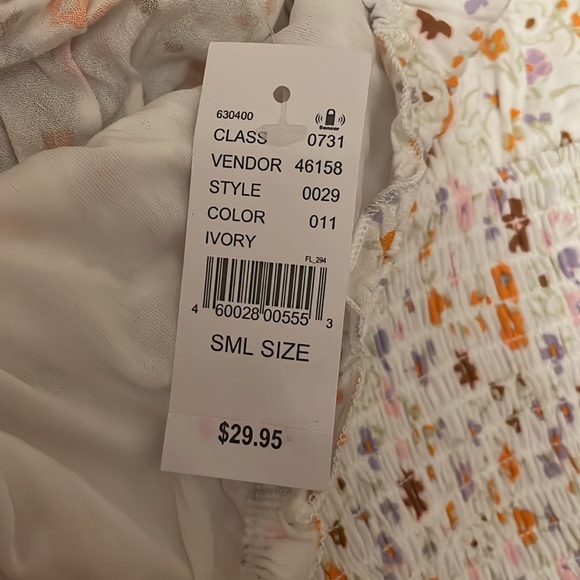 630400
Sensor
CLASS 0731
VENDOR 46158
STYLE 0029
COLOR 011
IVORY
FL_294
4 60028 00555 3
SML SIZE
$29.95